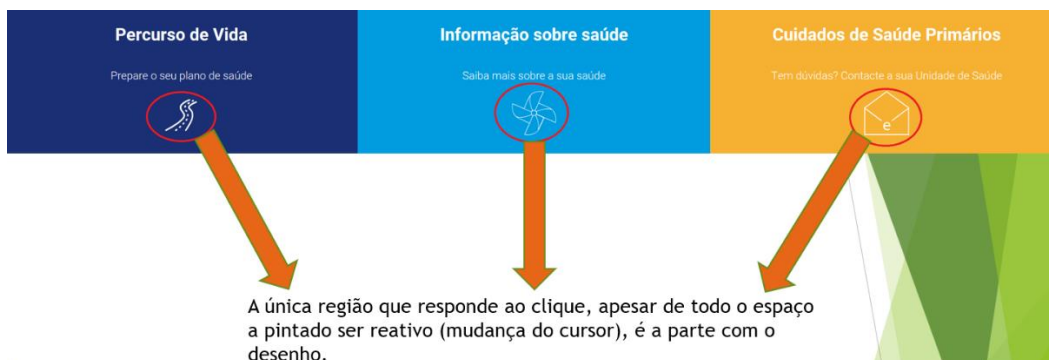 Percurso de Vida
Prepare o seu plano de saúde
Informação sobre saúde
Saiba mais sobre a sua saúde
Cuidados de Saúde Primários
Tem dúvidas? Contacte a sua Unidade de Saúde
e
A única região que responde ao clique, apesar de todo o espaço
a pintado ser reativo (mudança do cursor), é a parte com o
desenho.